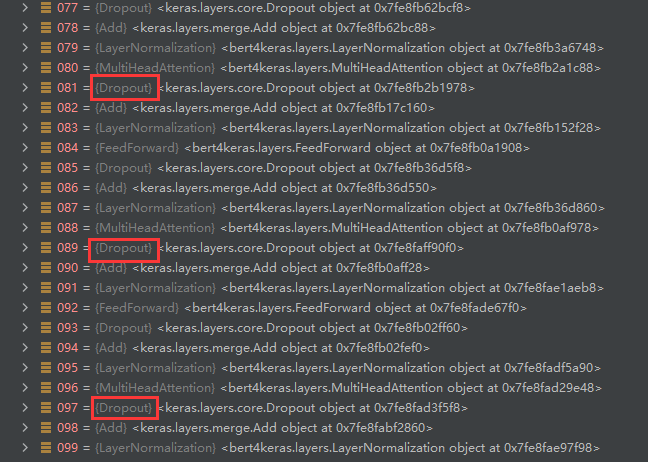 077 = {Dropout} <keras.layers.core.Dropout object at 0x7fe8fb62bcf8>
078 = {Add} <keras.layers.merge.Add object at 0x7fe8fb62bc88>
079 = {LayerNormalization} <bert4keras.layers.LayerNormalization object at 0x7fe8fb3a6748>
080 = {MultiHeadAttention} <bert4keras.layers.MultiHeadAttention object at 0x7fe8fb2a1c88>
081 = {Dropout} <keras.layers.core.Dropout object at 0x7fe8fb2b1978>
082 = {Add} <keras.layers.merge.Add object at 0x7fe8fb17c160>
083 = {LayerNormalization} <bert4keras.layers.LayerNormalization object at 0x7fe8fb152f28>
084 = {FeedForward} <bert4keras.layers.FeedForward object at 0x7fe8fb0a1908>
085 = {Dropout} <keras.layers.core.Dropout object at 0x7fe8fb36d5f8>
086 = {Add} <keras.layers.merge.Add object at 0x7fe8fb36d550>
087 = {LayerNormalization} <bert4keras.layers.LayerNormalization object at 0x7fe8fb36d860>
088 = {MultiHeadAttention} <bert4keras.layers.MultiHeadAttention object at 0x7fe8fb0af978>
089 = {Dropout} <keras.layers.core.Dropout object at 0x7fe8faff90f0>
090 = {Add} <keras.layers.merge.Add object at 0x7fe8fb0aff28>
091 = {LayerNormalization} <bert4keras.layers.LayerNormalization object at 0x7fe8fae1aeb8>
092 = {FeedForward} <bert4keras.layers.FeedForward object at 0x7fe8fade67f0>
093 = {Dropout} <keras.layers.core.Dropout object at 0x7fe8fb02ff60>
094 = {Add} <keras.layers.merge.Add object at 0x7fe8fb02fef0>
095 = {LayerNormalization} <bert4keras.layers.LayerNormalization object at 0x7fe8fadf5a90>
096 = {MultiHeadAttention} <bert4keras.layers.MultiHeadAttention object at 0x7fe8fad29e48>
097 = {Dropout} <keras.layers.core.Dropout object at 0x7fe8fad3f5f8>
098 = {Add} <keras.layers.merge.Add object at 0x7fe8fabf2860>
099 = {LayerNormalization} <bert4keras.layers.LayerNormalization object at 0x7fe8fae97f98>